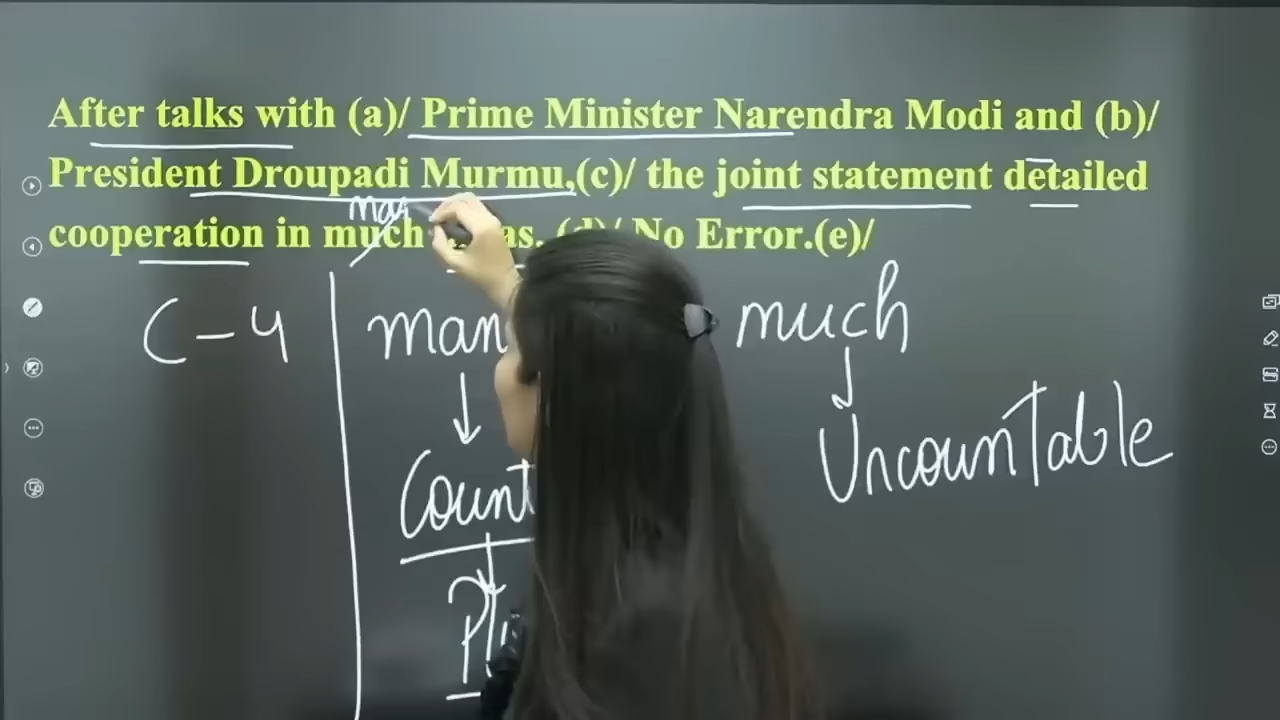 After talks with (a)/ Prime Minister Narendra Modi and (b)/
President Droupadi Murmu,(c)/ the joint statement detailed
cooperation in much No Error.(e)/
C-4
much
Uncountable